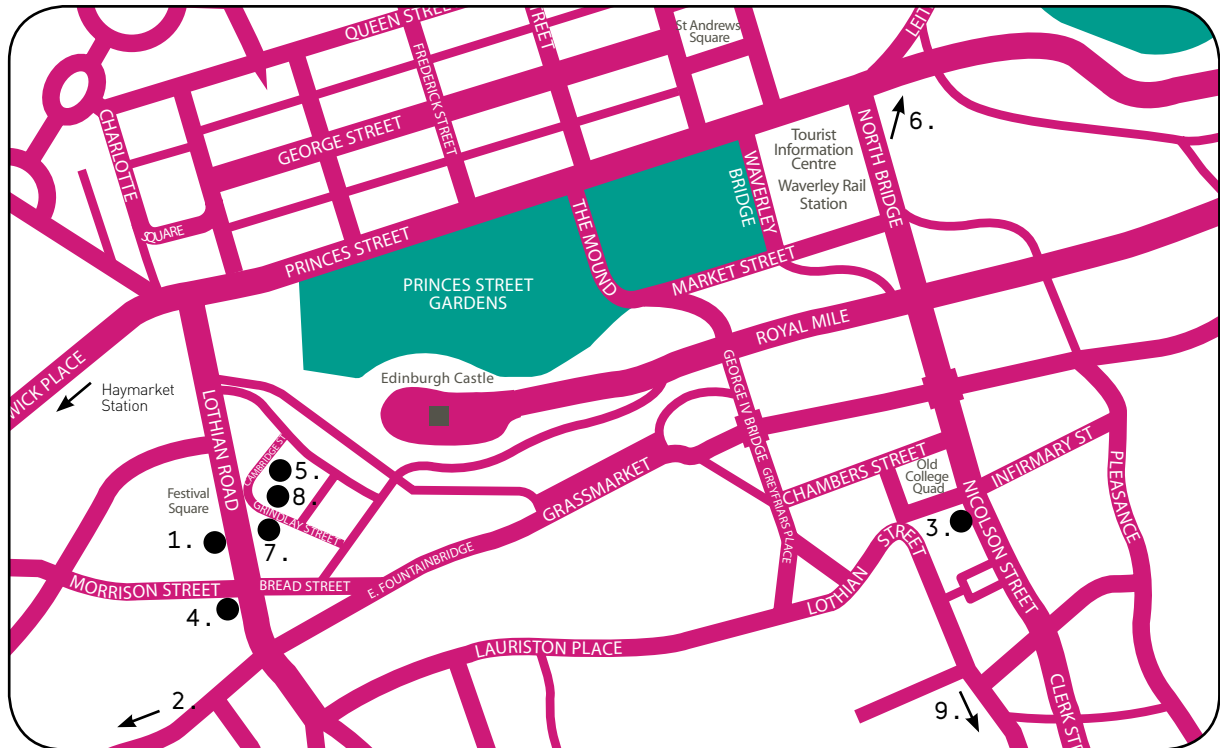 QUEEN STRE
STREET
St Andrews
Square
LEIT
FREDERICK STREET
CHARLOTTE
SQUARE
GEORGE STREET
NORTH BRIDGE
6.
Tourist
Information
Centre
Waverley Rail
Station
WAVERLEY
BRIDGE
PRINCES STREET
THE MOUND
MARKET STREET
PRINCES STREET
GARDENS
ROYAL MILE
WICK PLACE
Haymarket
Station
Edinburgh Castle
LOTHIAN ROAD
GEORGE IV BRIDGE
CAMBRIDGE ST
5.
8.
GRINDLAY STREET
7.
Festival
Square
1.
GRASSMARKET
GREYFRIARS PLACE
CHAMBERS STREET
Old
College
Quad
INFIRMARY ST
PLEASANCE
3.
NICOLSON STREET
MORRISON STREET
BREAD STREET
E. FOUNTAINBRIDGE
4.
LOTHIAN
STREET
LAURISTON PLACE
2.
9.
CLERK ST